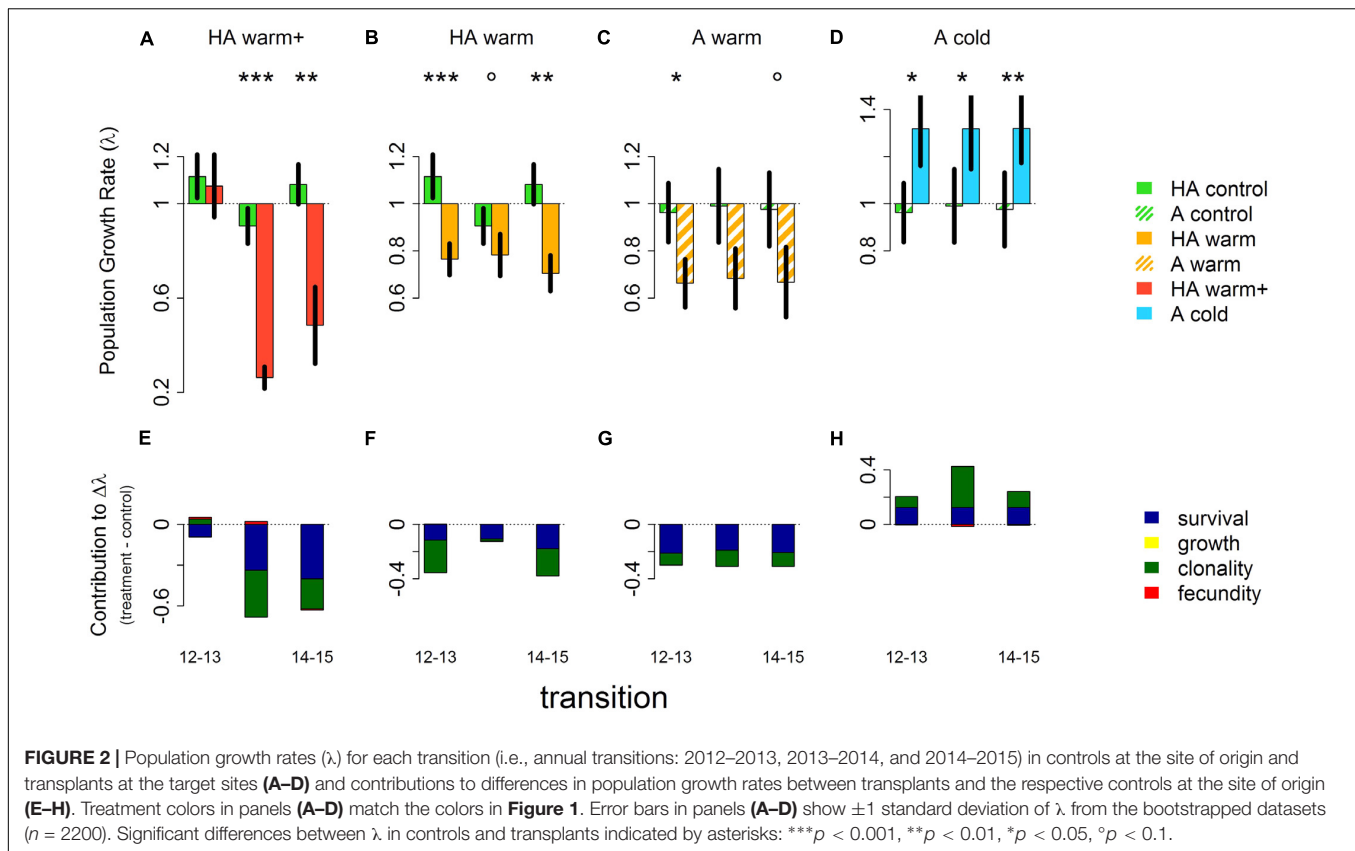 A HA warm+ B HA warm C A warm D A cold
*** ** *** ° ** * ° * * **
Population Growth Rate (λ)
0.2 0.6 1 1.2
0.6 0.8 1 1.2
0.6 0.8 1 1.2
0.8 1 1.4
HA control
A control
HA warm
A warm
HA warm+
A cold
E F G H
Contribution to Δλ
(treatment - control)
-0.6 0
-0.4 0
-0.4 0
0 0.4
survival
growth
clonality
fecundity
12-13 14-15 12-13 14-15 12-13 14-15 12-13 14-15
transition
FIGURE 2 | Population growth rates (λ) for each transition (i.e., annual transitions: 2012–2013, 2013–2014, and 2014–2015) in controls at the site of origin and
transplants at the target sites (A–D) and contributions to differences in population growth rates between transplants and the respective controls at the site of origin
(E–H). Treatment colors in panels (A–D) match the colors in Figure 1. Error bars in panels (A–D) show ±1 standard deviation of λ from the bootstrapped datasets
(n = 2200). Significant differences between λ in controls and transplants indicated by asterisks: ***p < 0.001, **p < 0.01, *p < 0.05, °p < 0.1.